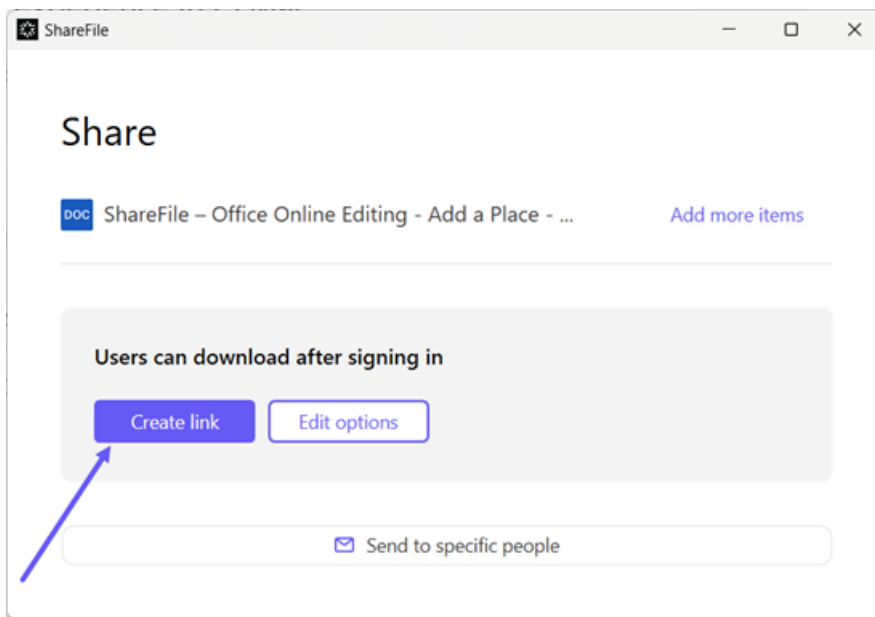 ShareFile
Share
DOC ShareFile – Office Online Editing - Add a Place - ... Add more items
Users can download after signing in
Create link Edit options
Send to specific people